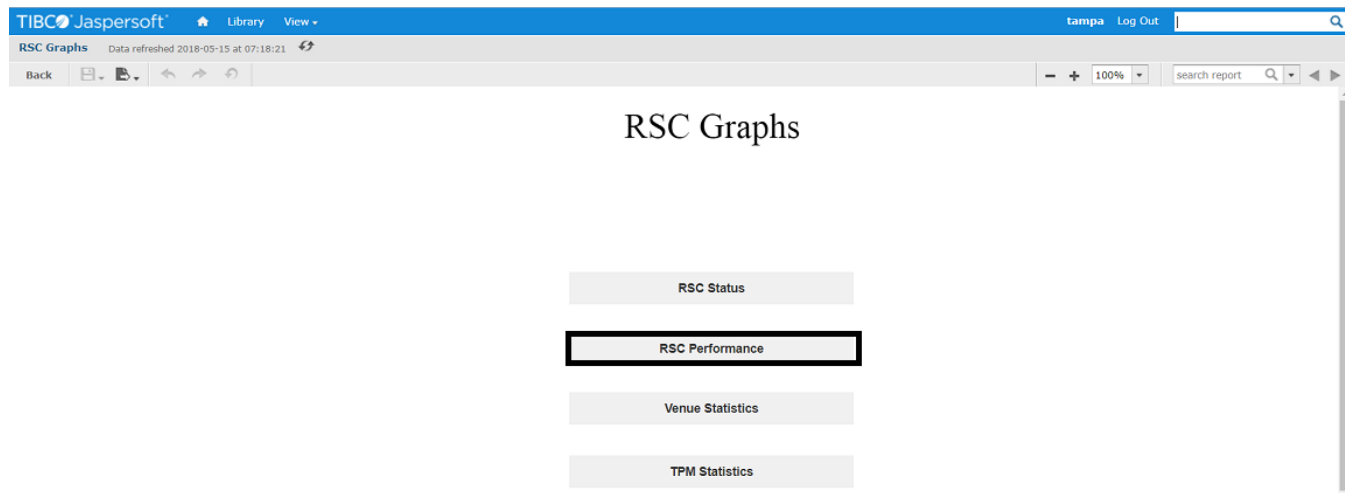 TIBCO Jaspersoft Library View tampa Log Out
RSC Graphs Data refreshed 2018-05-15 at 07:18:21
Back 100% search report
RSC Graphs
RSC Status
RSC Performance
Venue Statistics
TPM Statistics